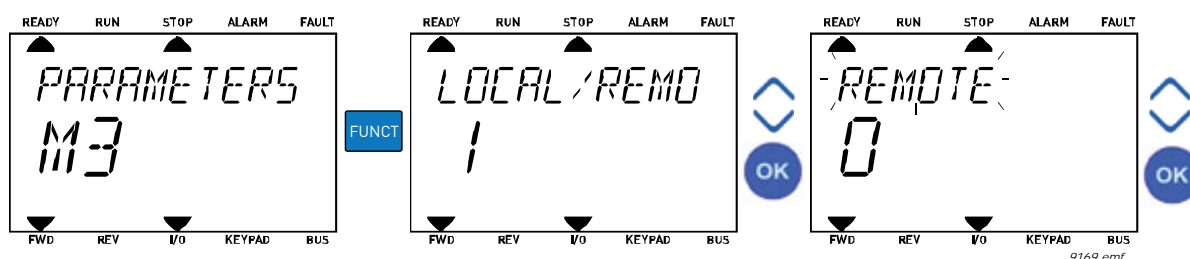 READY RUN STOP ALARM FAULT
PARAMETERS
M3
FWD REV I/O KEYPAD BUS
FUNCT
READY RUN STOP ALARM FAULT
LOCAL/REMO
1
FWD REV I/O KEYPAD BUS
OK
READY RUN STOP ALARM FAULT
REMOTE
0
FWD REV I/O KEYPAD BUS
OK
9169.emf